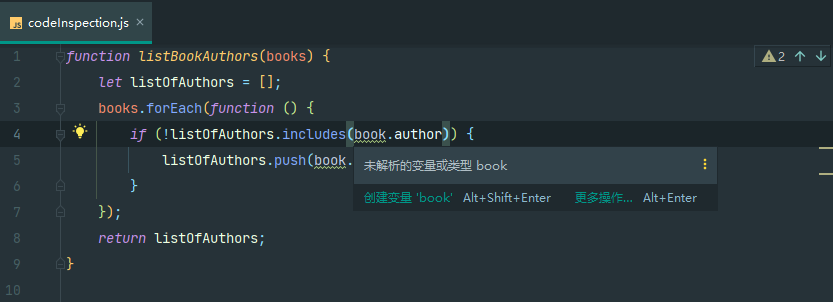 JS codeInspection.js ×
1 function listBookAuthors(books) { 2
2 let listOfAuthors = [];
3 books.forEach(function () {
4 if (!listOfAuthors.includes(book.author)) {
5 listOfAuthors.push(book.
未解析的变量或类型 book
6 }
创建变量 'book' Alt+Shift+Enter 更多操作... Alt+Enter
7 });
8 return listOfAuthors;
9 }
10